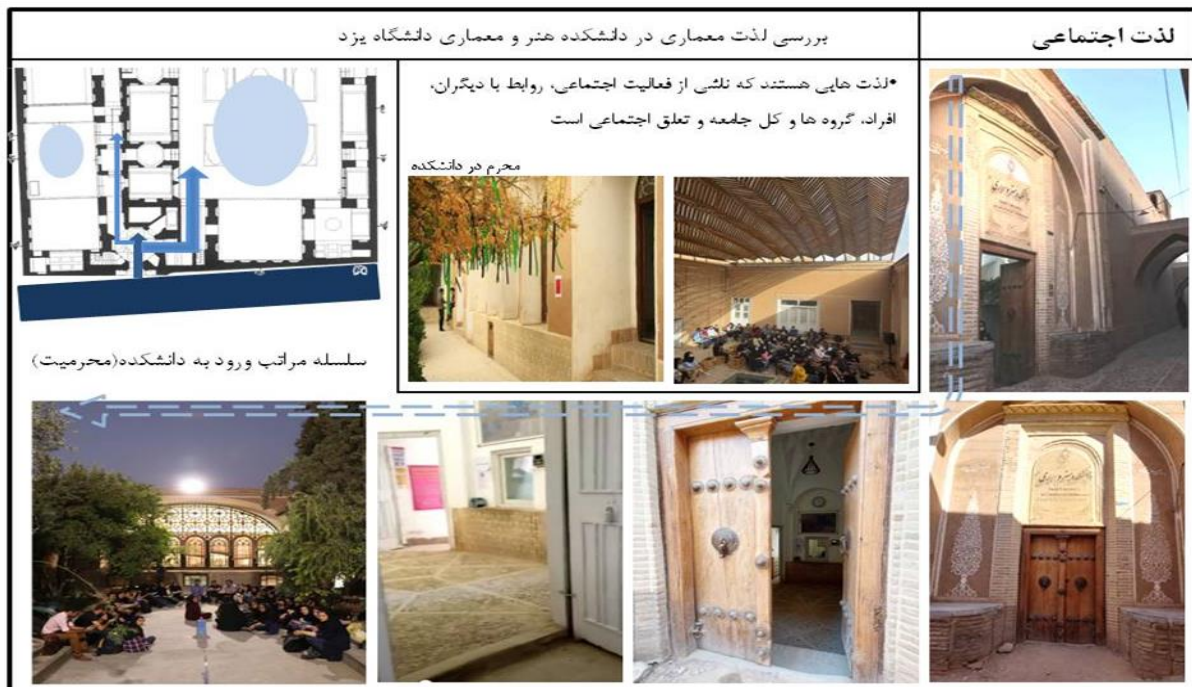 لذت اجتماعی
بررسی لذت معماری در دانشکده هنر و معماری دانشگاه یزد
•لذت هایی هستند که ناشی از فعالیت اجتماعی، روابط با دیگران،
افراد، گروه ها و کل جامعه و تعلق اجتماعی است
محرم در دانشکده
سلسله مراتب ورود به دانشکده(محرمیت)